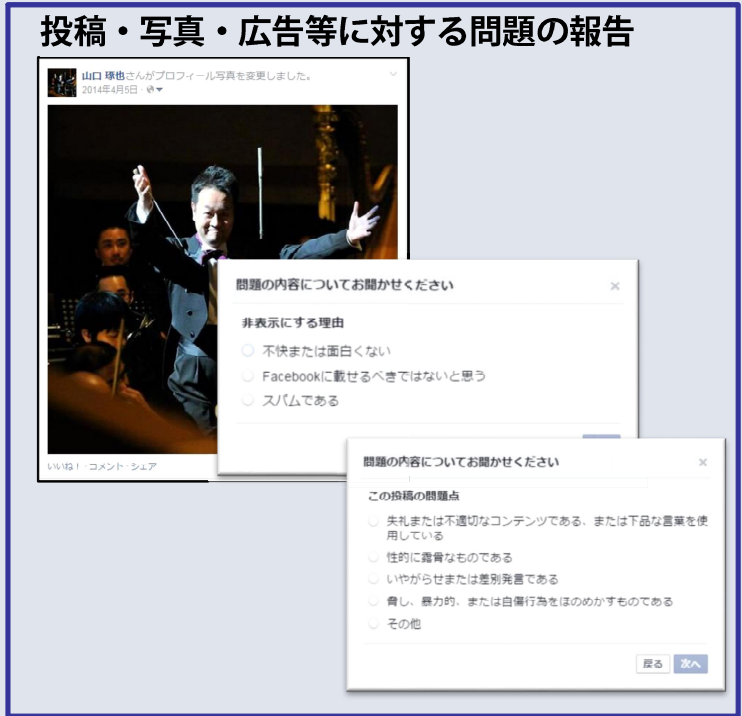 投稿・写真・広告等に対する問題の報告
山口 琢也さんがプロフィール写真を変更しました。
2014年4月5日
いいね！・コメント・シェア
問題の内容についてお聞かせください
非表示にする理由
不快または面白くない
Facebookに載せるべきではないと思う
スパムである
問題の内容についてお聞かせください
この投稿の問題点
失礼または不適切なコンテンツである、または下品な言葉を使
用している
性的に露骨なものである
いやがらせまたは差別発言である
脅し、暴力的、または自傷行為をほのめかすものである
その他
戻る 次へ